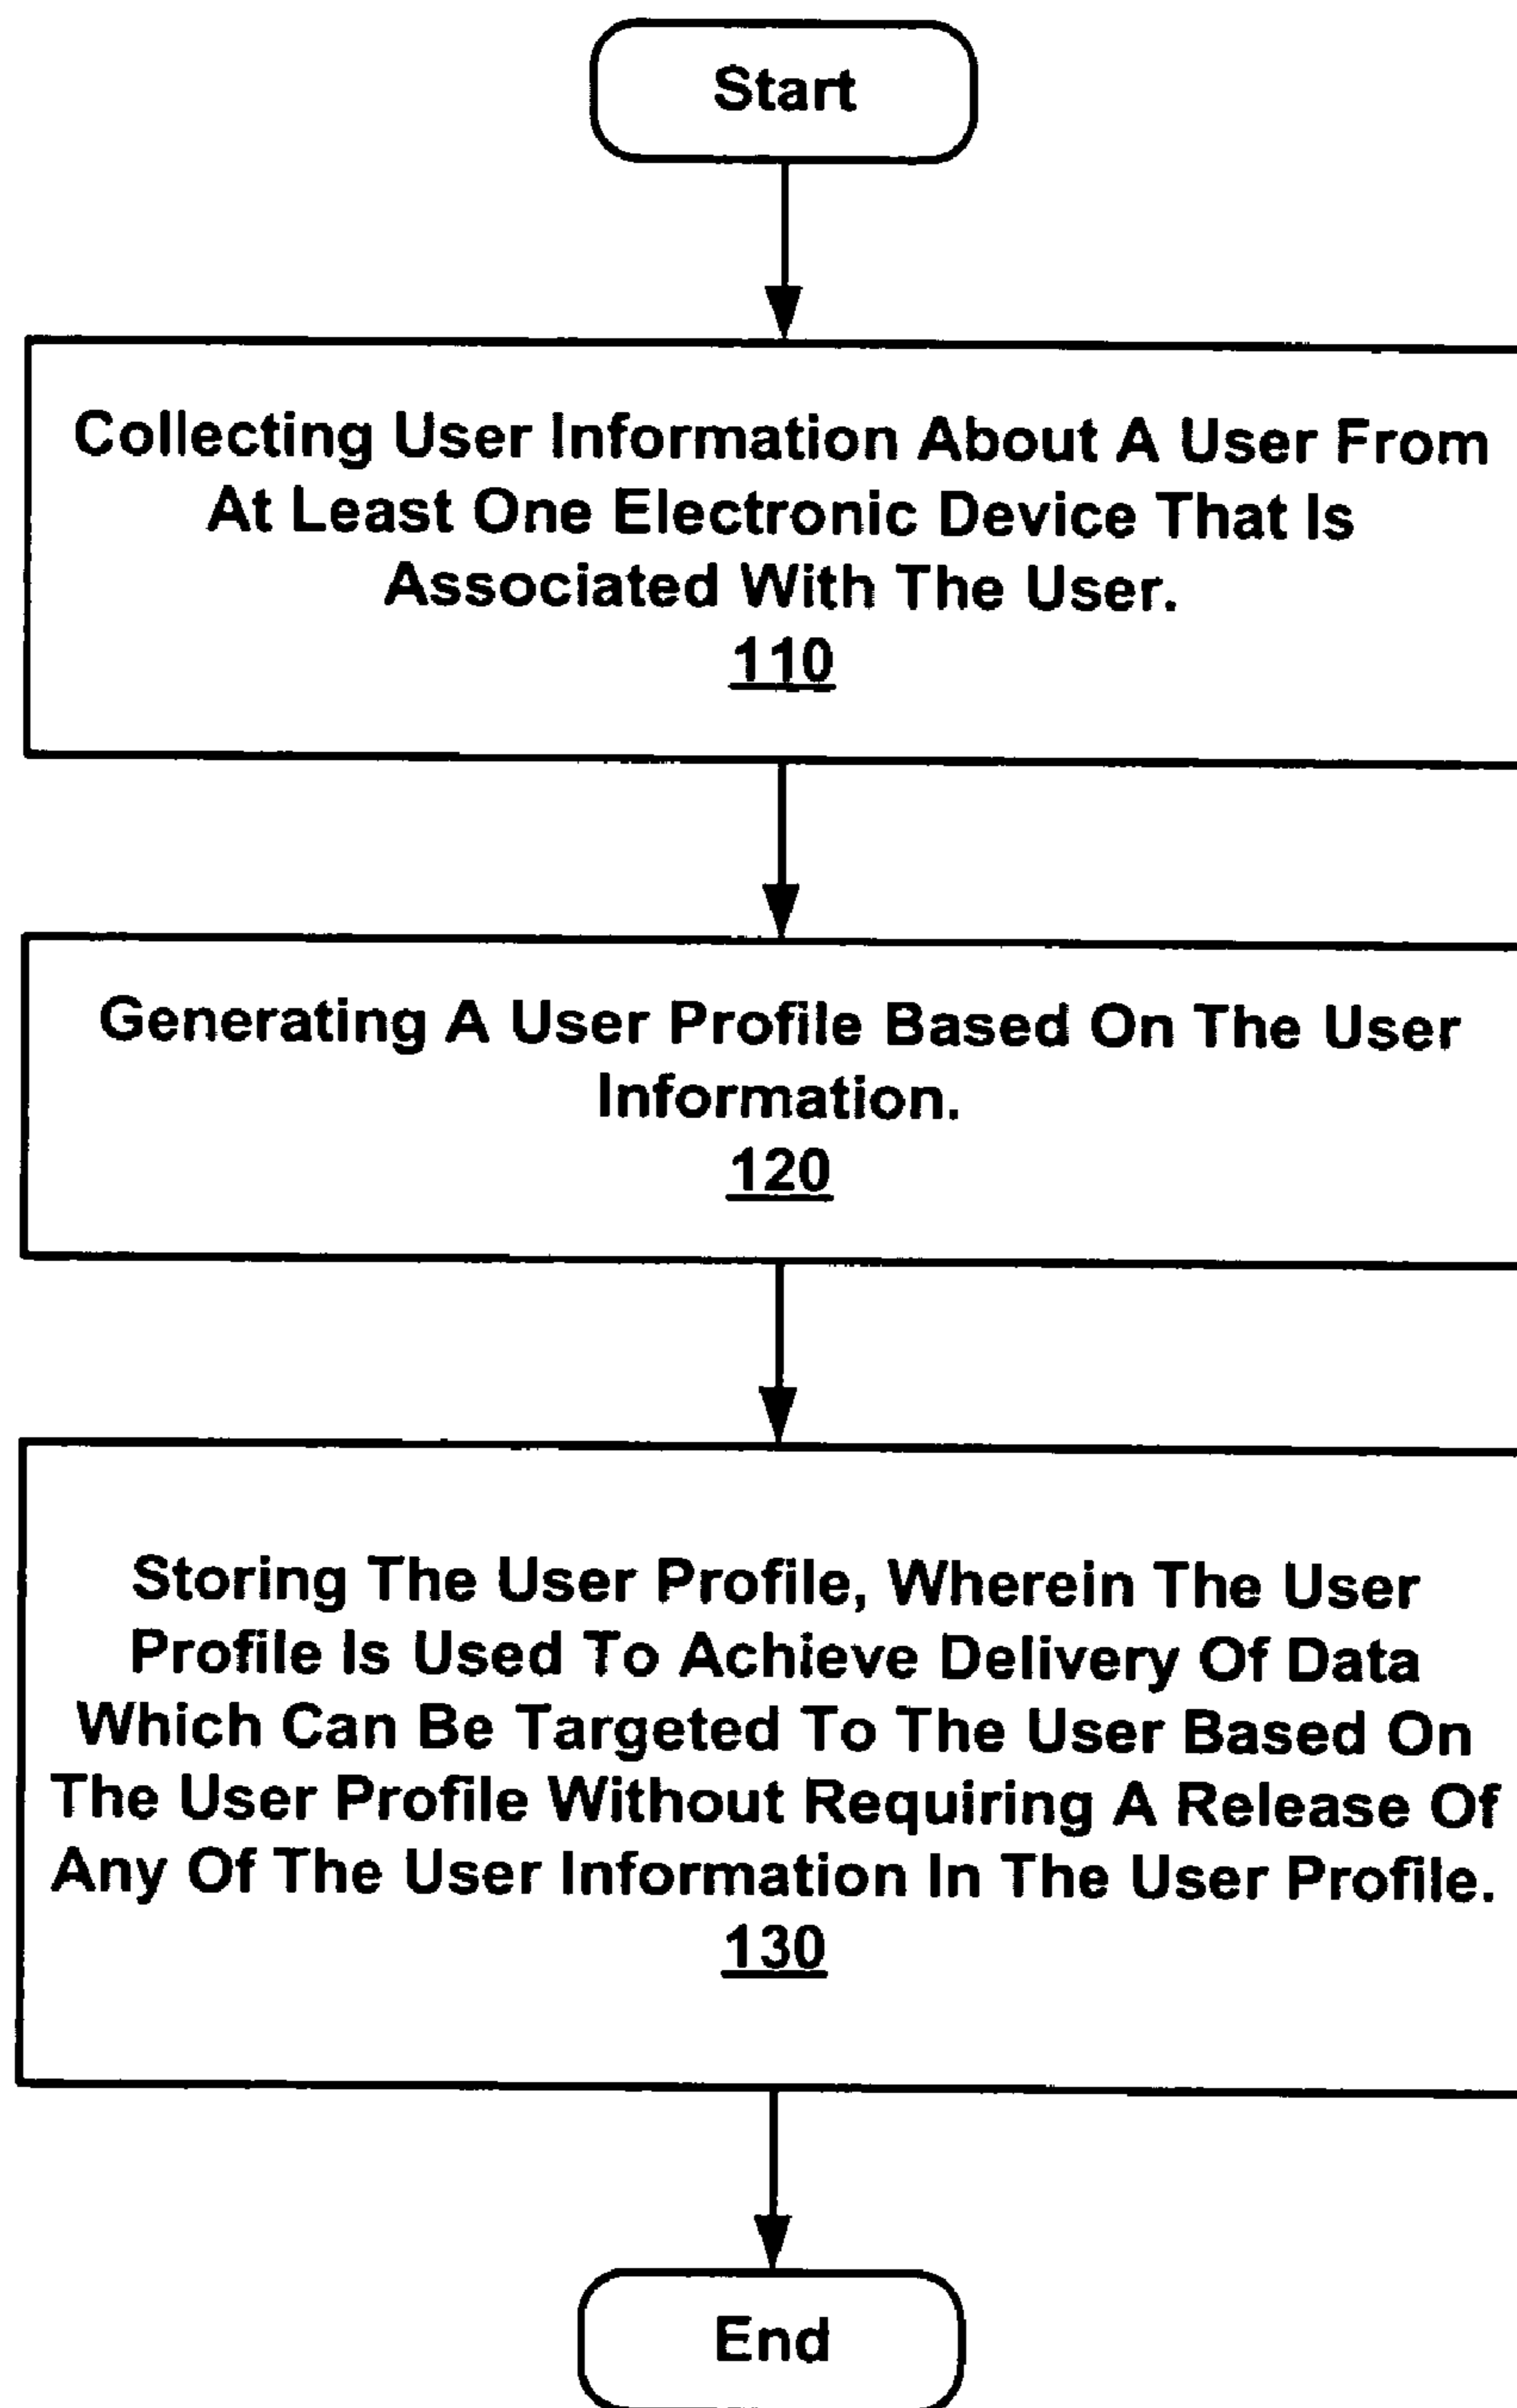 Start
Collecting User Information About A User From
At Least One Electronic Device That Is
Associated With The User.
110
Generating A User Profile Based On The User
Information.
120
Storing The User Profile, Wherein The User
Profile Is Used To Achieve Delivery Of Data
Which Can Be Targeted To The User Based On
The User Profile Without Requiring A Release Of
Any Of The User Information In The User Profile.
130
End